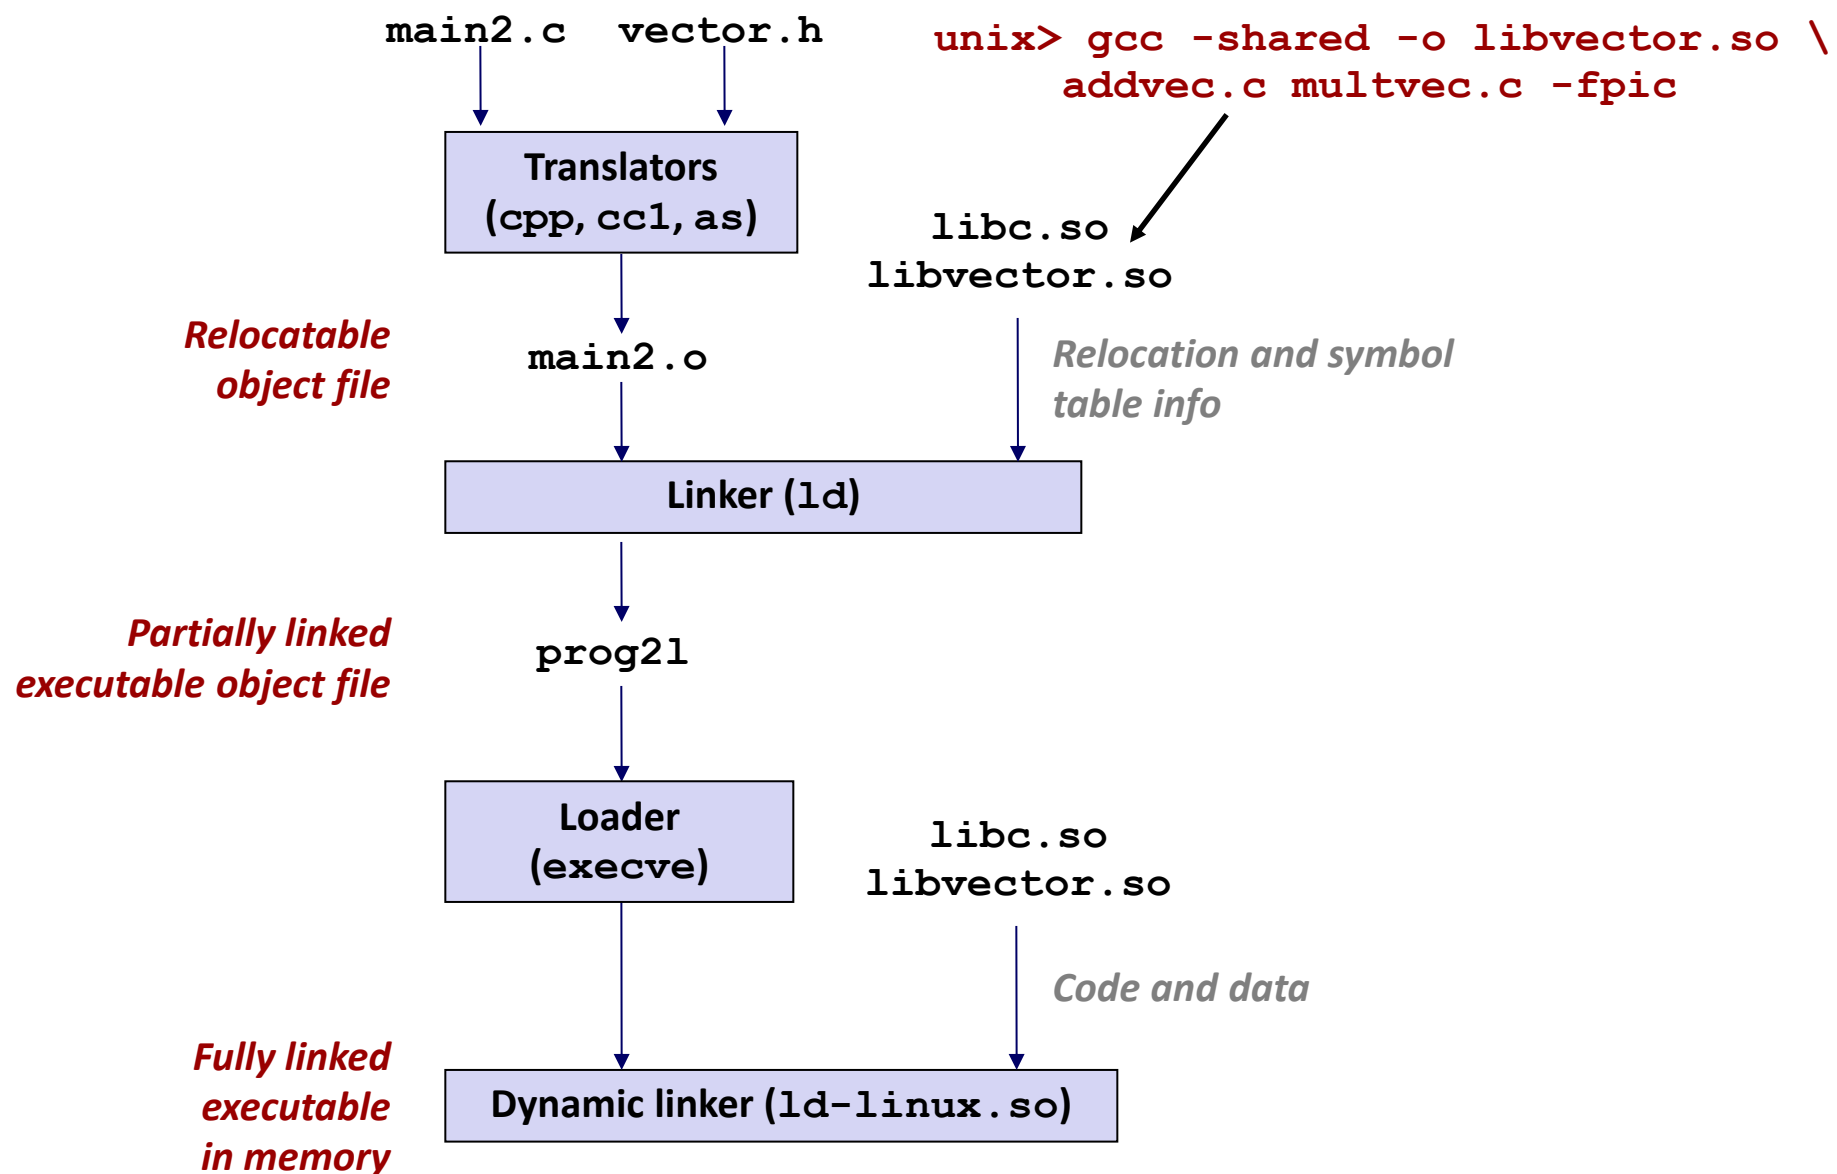 main2.c vector.h
unix> gcc -shared -o libvector.so \
addvec.c multvec.c -fpic
Translators
(cpp, cc1, as)
libc.so
libvector.so
Relocatable
object file
main2.o
Relocation and symbol
table info
Linker (ld)
Partially linked
executable object file
prog2l
Loader
(execve)
libc.so
libvector.so
Code and data
Fully linked
executable
in memory
Dynamic linker (ld-linux.so)